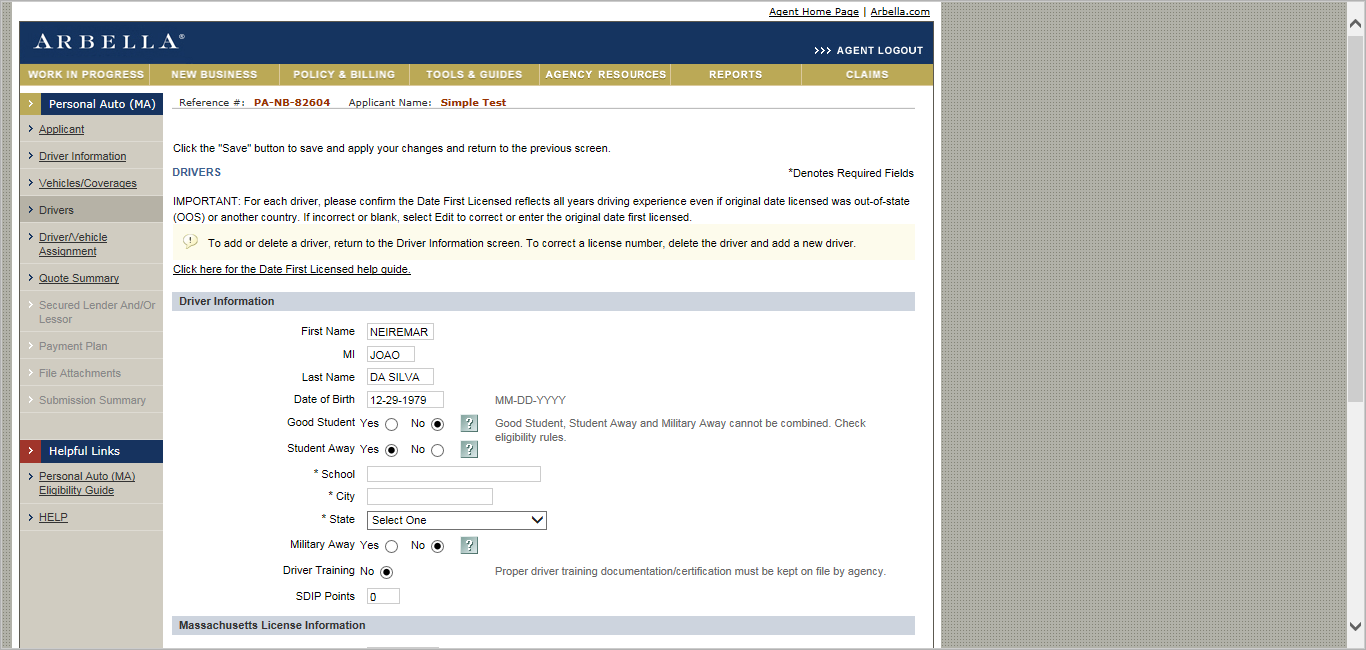 Agent Home Page | Arbella.com
ARBELLA®
>>> AGENT LOGOUT
WORK IN PROGRESS NEW BUSINESS POLICY & BILLING TOOLS & GUIDES AGENCY RESOURCES REPORTS CLAIMS
Personal Auto (MA)
Applicant
Driver Information
Vehicles/Coverages
Drivers
Driver/Vehicle
Assignment
Quote Summary
Secured Lender And/Or
Lessor
Payment Plan
File Attachments
Submission Summary
Helpful Links
Personal Auto (MA)
Eligibility Guide
HELP
Reference #: PA-NB-82604 Applicant Name: Simple Test
Click the "Save" button to save and apply your changes and return to the previous screen.
DRIVERS
*Denotes Required Fields
IMPORTANT: For each driver, please confirm the Date First Licensed reflects all years driving experience even if original date licensed was out-of-state
(OOS) or another country. If incorrect or blank, select Edit to correct or enter the original date first licensed.
! To add or delete a driver, return to the Driver Information screen. To correct a license number, delete the driver and add a new driver.
Click here for the Date First Licensed help guide.
Driver Information
First Name NEIREMAR
MI JOAO
Last Name DA SILVA
Date of Birth 12-29-1979 MM-DD-YYYY
Good Student Yes No ? Good Student, Student Away and Military Away cannot be combined. Check
eligibility rules.
Student Away Yes No ?
* School
* City
* State Select One
Military Away Yes No ?
Driver Training No Proper driver training documentation/certification must be kept on file by agency.
SDIP Points 0
Massachusetts License Information